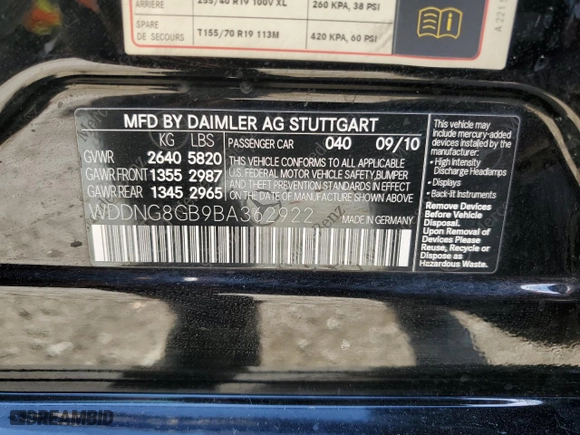 255/40 R19 100V XL 260 KPA, 38 PSI
ARRIERE
SPARE
DE SECOURS T155/70 R19 113M 420 KPA, 60 PSI
A 221 5
MFD BY DAIMLER AG STUTTGART
KG LBS PASSENGER CAR 040 09/10
GVWR 2640 5820
GAWR FRONT 1355 2987
GAWR REAR 1345 2965
THIS VEHICLE CONFORMS TO ALL APPLICABLE
U.S. FEDERAL MOTOR VEHICLE SAFETY,BUMPER
AND THEFT PREVENTION STANDARDS IN EFFECT
ON THE DATE OF MANUFACTURE SHOWN ABOVE.
WDDNG8GB9BA362922 MADE IN GERMANY
This vehicle may
include mercury-added
devices installed by the
manufacturer:
• High Intensity
Discharge Headlamps
• Displays
• Back-lit Instruments
Remove Devices
Before Vehicle
Disposal.
Upon Removal of
Devices Please
Reuse, Recycle or
Dispose as
Hazardous Waste.
STREAMBID